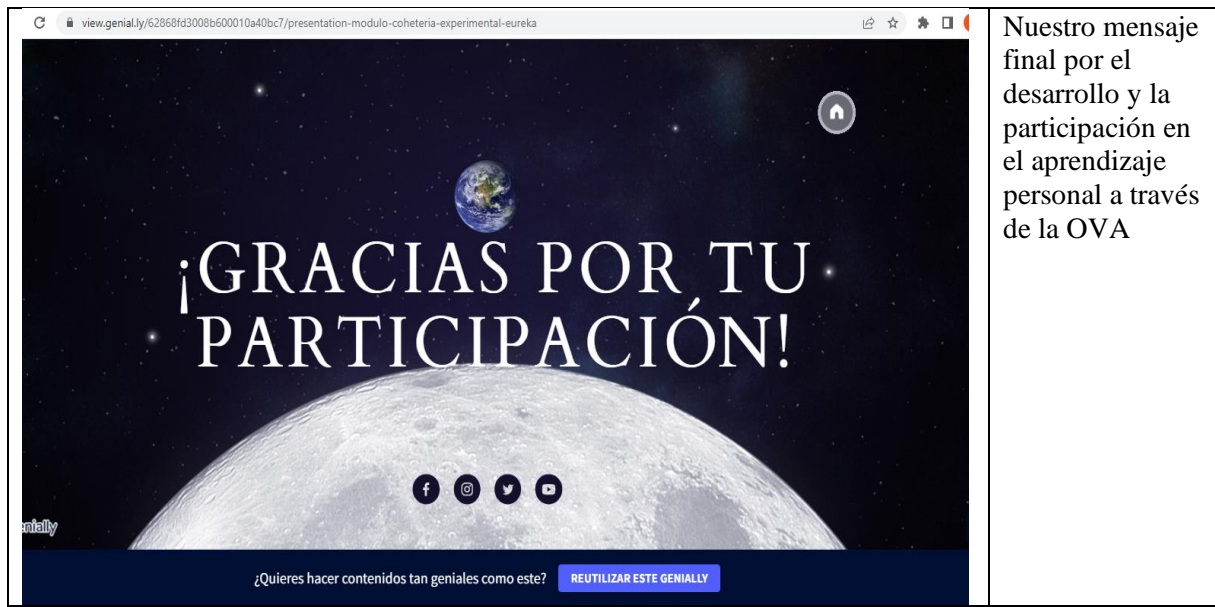 view.genial.ly/62868fd3008b600010a40bc7/presentation-modulo-coheteria-experimental-eureka
¡GRACIAS POR TU
PARTICIPACIÓN!
enially
¿Quieres hacer contenidos tan geniales como este? REUTILIZAR ESTE GENIALLY
Nuestro mensaje
final por el
desarrollo y la
participación en
el aprendizaje
personal a través
de la OVA